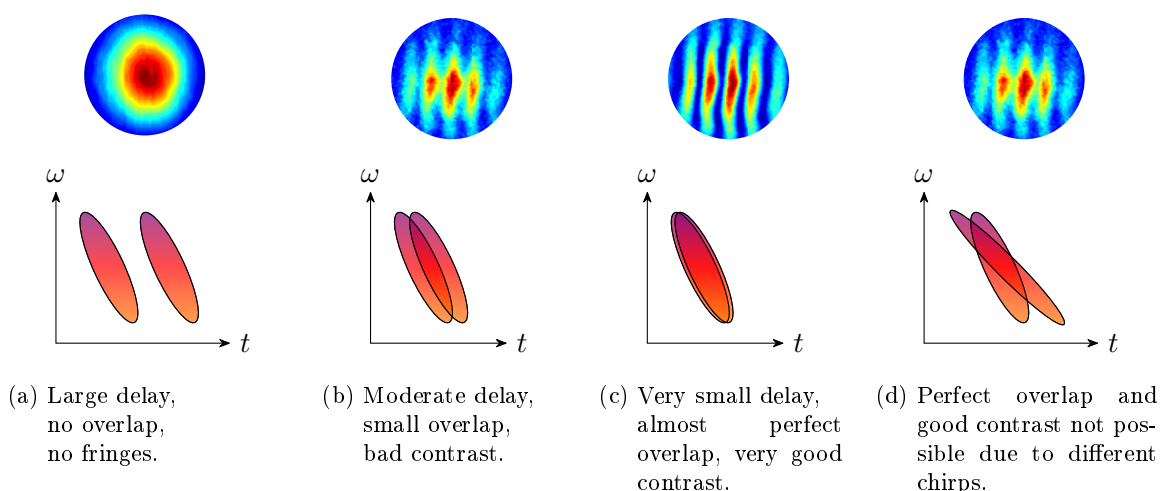 ω
ω
ω
ω
t
t
t
t
(a) Large delay,
no overlap,
no fringes.
(b) Moderate delay,
small overlap,
bad contrast.
(c) Very small delay,
almost perfect
overlap, very good
contrast.
(d) Perfect overlap and
good contrast not pos-
sible due to different
chirps.